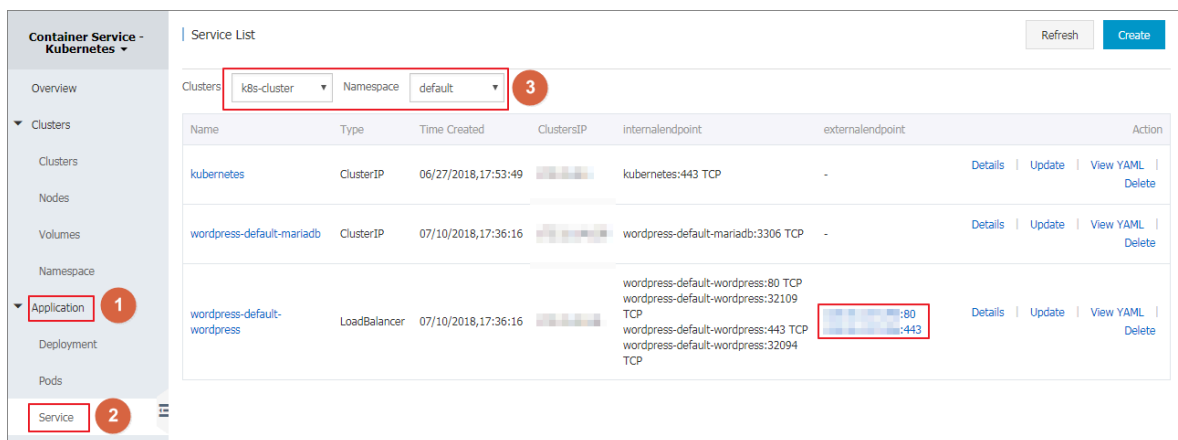 Container Service -
Kubernetes
Overview
Clusters
Clusters
Nodes
Volumes
Namespace
Application
1
Deployment
Pods
Service
2
Service List
Refresh
Create
Clusters
k8s-cluster
Namespace
default
3
Name
Type
Time Created
ClustersIP
internalendpoint
externalendpoint
Action
kubernetes
ClusterIP
06/27/2018,17:53:49
kubernetes:443 TCP
-
Details | Update | View YAML |
Delete
wordpress-default-mariadb
ClusterIP
07/10/2018,17:36:16
wordpress-default-mariadb:3306 TCP
-
Details | Update | View YAML |
Delete
wordpress-default-
wordpress
LoadBalancer
07/10/2018,17:36:16
wordpress-default-wordpress:80 TCP
wordpress-default-wordpress:32109
TCP
wordpress-default-wordpress:443 TCP
wordpress-default-wordpress:32094
TCP
:80
:443
Details | Update | View YAML |
Delete